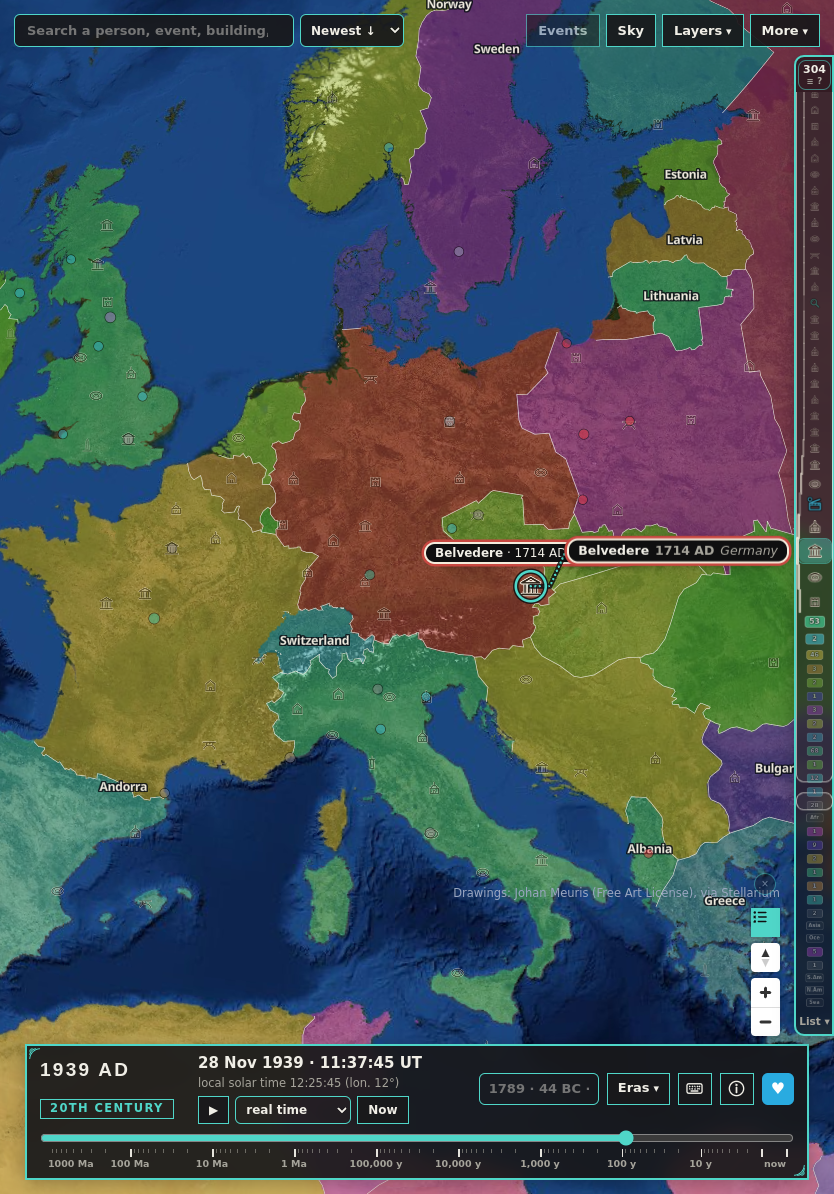 Norway
Search a person, event, building,
Newest ↓
Events
Sky
Layers ▾
More ▾
Sweden
304
≡ ?
Estonia
Latvia
Lithuania
Belvedere · 1714 AD
Belvedere 1714 AD Germany
53
2
Switzerland
Andorra
Bulgar
Albania
Drawings: Johan Meuris (Free Art License), via Stellarium
Greece
List ▾
1939 AD
20TH CENTURY
28 Nov 1939 · 11:37:45 UT
local solar time 12:25:45 (lon. 12°)
real time
Now
1789 · 44 BC ·
Eras ▾
1000 Ma 100 Ma 10 Ma 1 Ma 100,000 y 10,000 y 1,000 y 100 y 10 y now